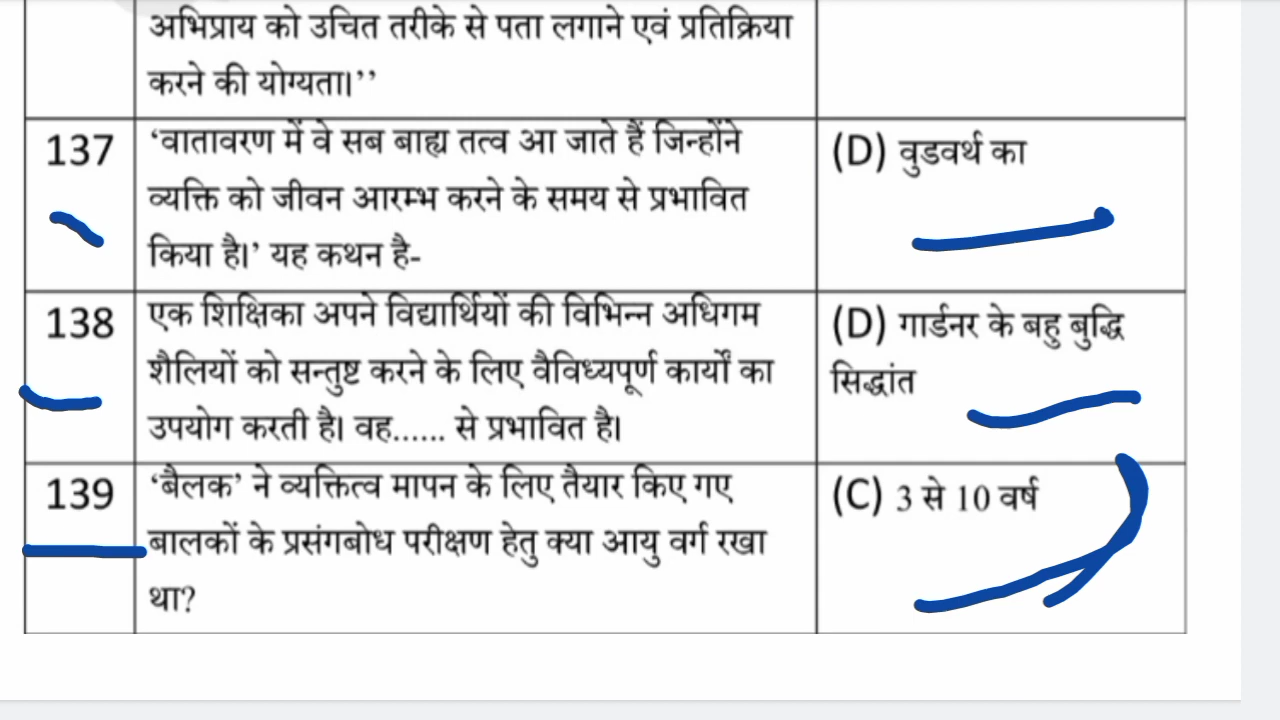 अभिप्राय को उचित तरीके से पता लगाने एवं प्रतिक्रिया
करने की योग्यता।’’
137
‘वातावरण में वे सब बाह्य तत्व आ जाते हैं जिन्होंने
व्यक्ति को जीवन आरम्भ करने के समय से प्रभावित
किया है।’ यह कथन है-
(D) वुडवर्थ का
138
एक शिक्षिका अपने विद्यार्थियों की विभिन्न अधिगम
शैलियों को सन्तुष्ट करने के लिए वैविध्यपूर्ण कार्यों का
उपयोग करती है। वह...... से प्रभावित है।
(D) गार्डनर के बहु बुद्धि
सिद्धांत
139
‘बैलक’ ने व्यक्तित्व मापन के लिए तैयार किए गए
बालकों के प्रसंगबोध परीक्षण हेतु क्या आयु वर्ग रखा
था?
(C) 3 से 10 वर्ष